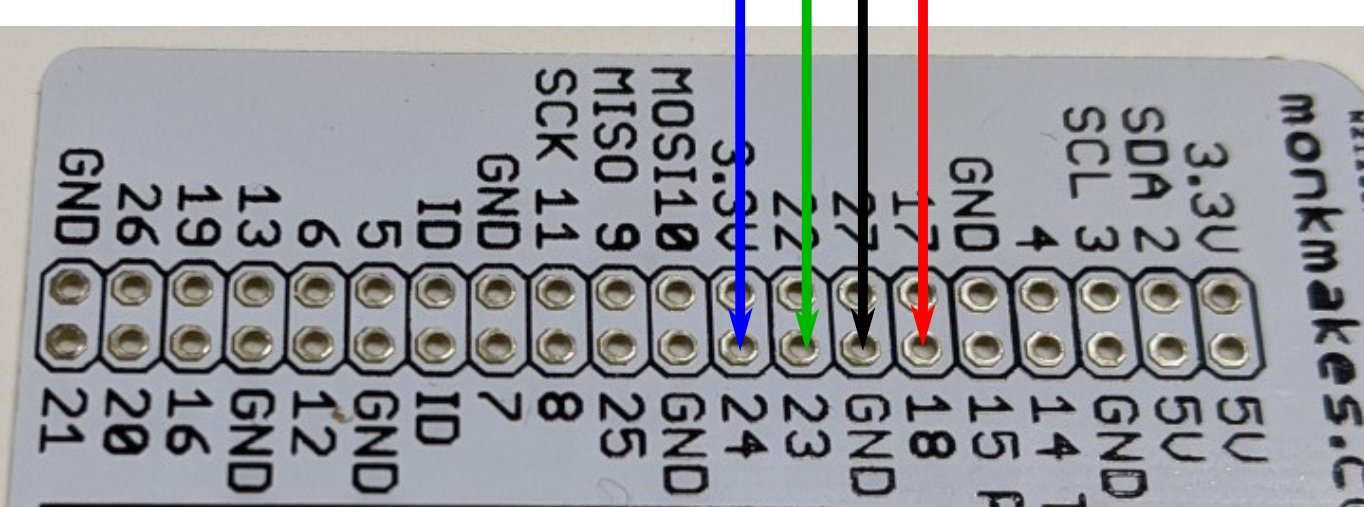 GND
26
19
13
6
5
ID
GND
SCK 11
MISO 9
MOSI10
3.3V
22
27
17
GND
4
SCL 3
SDA 2
3.3V
21
20
16
GND
12
GND
ID
7
8
25
GND
24
23
GND
18
15
14
GND
5V
5V
monkmakes.c